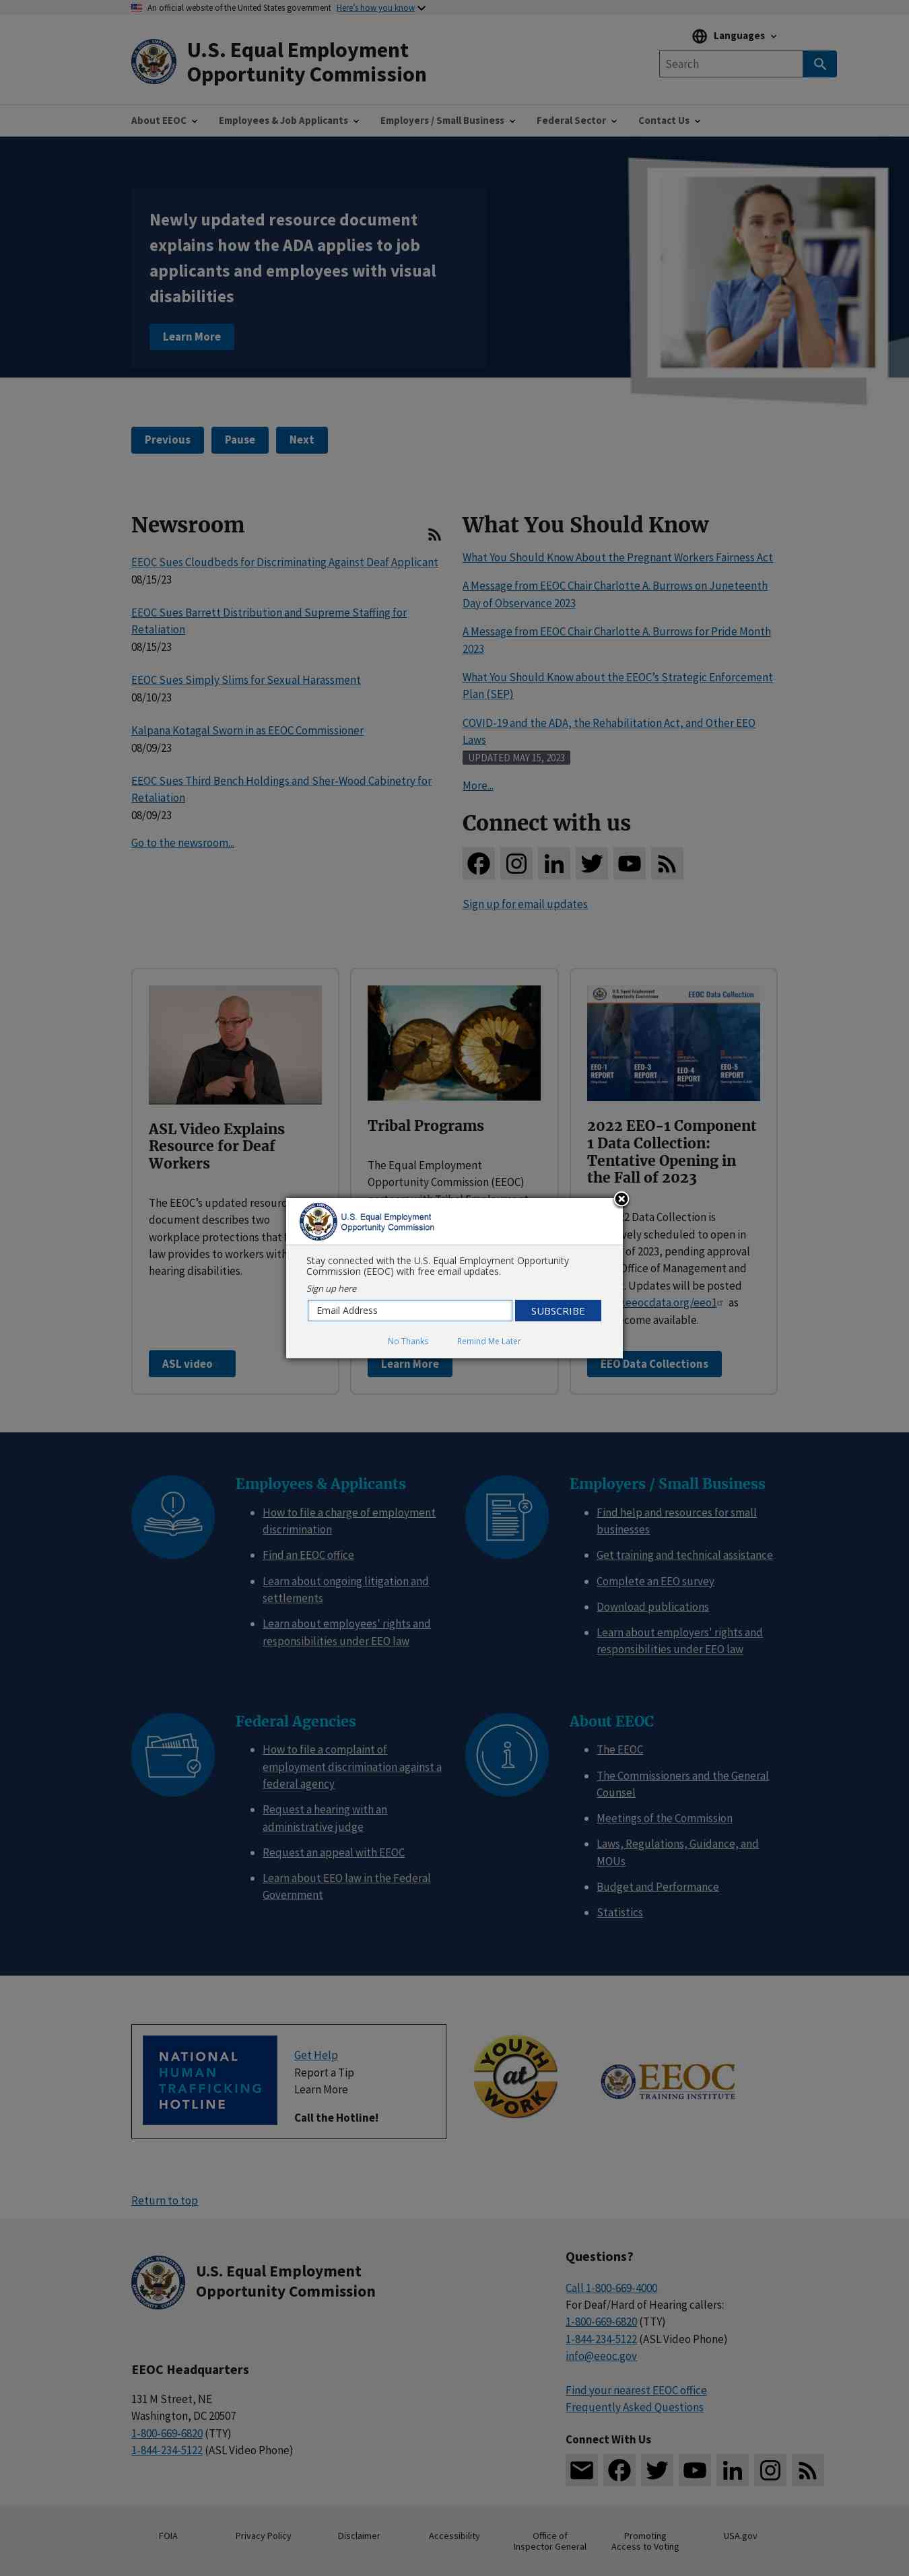 An official website of the United States government Here's how you know
Languages
U.S. Equal Employment
Opportunity Commission
Search
About EEOC
Employees & Job Applicants
Employers / Small Business
Federal Sector
Contact Us
Newly updated resource document
explains how the ADA applies to job
applicants and employees with visual
disabilities
Learn More
Previous
Pause
Next
Newsroom
EEOC Sues Cloudbeds for Discriminating Against Deaf Applicant
08/15/23
EEOC Sues Barrett Distribution and Supreme Staffing for
Retaliation
08/15/23
EEOC Sues Simply Slims for Sexual Harassment
08/10/23
Kalpana Kotagal Sworn in as EEOC Commissioner
08/09/23
EEOC Sues Third Bench Holdings and Sher-Wood Cabinetry for
Retaliation
08/09/23
Go to the newsroom...
What You Should Know
What You Should Know About the Pregnant Workers Fairness Act
A Message from EEOC Chair Charlotte A. Burrows on Juneteenth
Day of Observance 2023
A Message from EEOC Chair Charlotte A. Burrows for Pride Month
2023
What You Should Know about the EEOC's Strategic Enforcement
Plan (SEP)
COVID-19 and the ADA, the Rehabilitation Act, and Other EEO
Laws
UPDATED MAY 15, 2023
More...
Connect with us
Sign up for email updates
ASL Video Explains
Resource for Deaf
Workers
The EEOC's updated resource
document describes two
workplace protections that
law provides to workers with
hearing disabilities.
ASL video
Tribal Programs
The Equal Employment
Opportunity Commission (EEOC)
Learn More
U.S. Equal Employment
Opportunity Commission
EEOC Data Collection
EEO-1
REPORT
EEO-3
REPORT
EEO-4
REPORT
EEO-5
REPORT
2022 EEO-1 Component
1 Data Collection:
Tentative Opening in
the Fall of 2023
2 Data Collection is
vely scheduled to open in
of 2023, pending approval
Office of Management and
. Updates will be posted
.eeocdata.org/eeo1 as
come available.
EEO Data Collections
U.S. Equal Employment
Opportunity Commission
Stay connected with the U.S. Equal Employment Opportunity
Commission (EEOC) with free email updates.
Sign up here
Email Address
SUBSCRIBE
No Thanks
Remind Me Later
Employees & Applicants
How to file a charge of employment
discrimination
Find an EEOC office
Learn about ongoing litigation and
settlements
Learn about employees' rights and
responsibilities under EEO law
Employers / Small Business
Find help and resources for small
businesses
Get training and technical assistance
Complete an EEO survey
Download publications
Learn about employers' rights and
responsibilities under EEO law
Federal Agencies
How to file a complaint of
employment discrimination against a
federal agency
Request a hearing with an
administrative judge
Request an appeal with EEOC
Learn about EEO law in the Federal
Government
About EEOC
The EEOC
The Commissioners and the General
Counsel
Meetings of the Commission
Laws, Regulations, Guidance, and
MOUs
Budget and Performance
Statistics
NATIONAL
HUMAN
TRAFFICKING
HOTLINE
Get Help
Report a Tip
Learn More
Call the Hotline!
YOUTH
at
WORK
EEOC
TRAINING INSTITUTE
Return to top
U.S. Equal Employment
Opportunity Commission
EEOC Headquarters
131 M Street, NE
Washington, DC 20507
1-800-669-6820 (TTY)
1-844-234-5122 (ASL Video Phone)
Questions?
Call 1-800-669-4000
For Deaf/Hard of Hearing callers:
1-800-669-6820 (TTY)
1-844-234-5122 (ASL Video Phone)
info@eeoc.gov
Find your nearest EEOC office
Frequently Asked Questions
Connect With Us
FOIA
Privacy Policy
Disclaimer
Accessibility
Office of
Inspector General
Promoting
Access to Voting
USA.gov